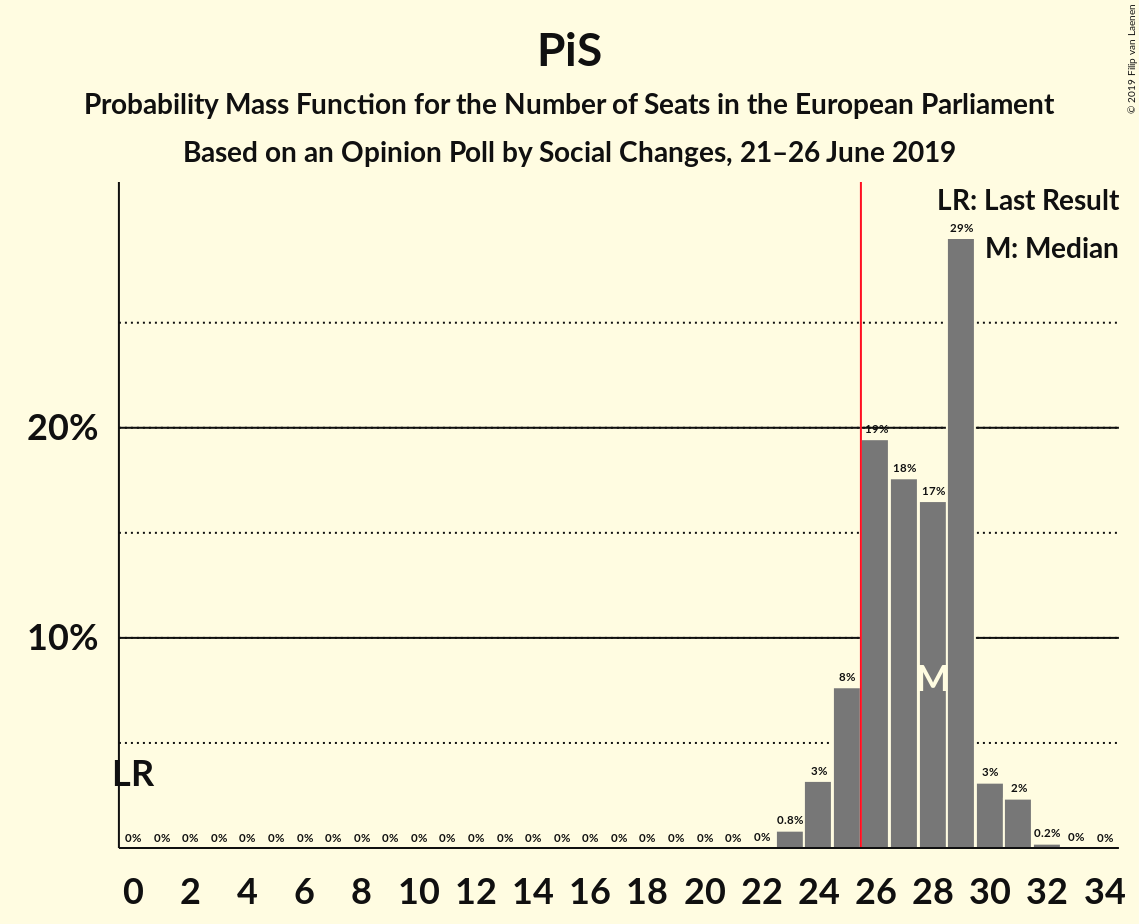 PiS
Probability Mass Function for the Number of Seats in the European Parliament
Based on an Opinion Poll by Social Changes, 21–26 June 2019
© 2019 Filip van Laenen
LR: Last Result
M: Median
29%
20%
19%
18%
17%
10%
M
8%
LR
3%
3%
2%
0.8%
0.2%
0% 0% 0% 0% 0% 0% 0% 0% 0% 0% 0% 0% 0% 0% 0% 0% 0% 0% 0% 0% 0% 0% 0% 0% 0%
0 2 4 6 8 10 12 14 16 18 20 22 24 26 28 30 32 34